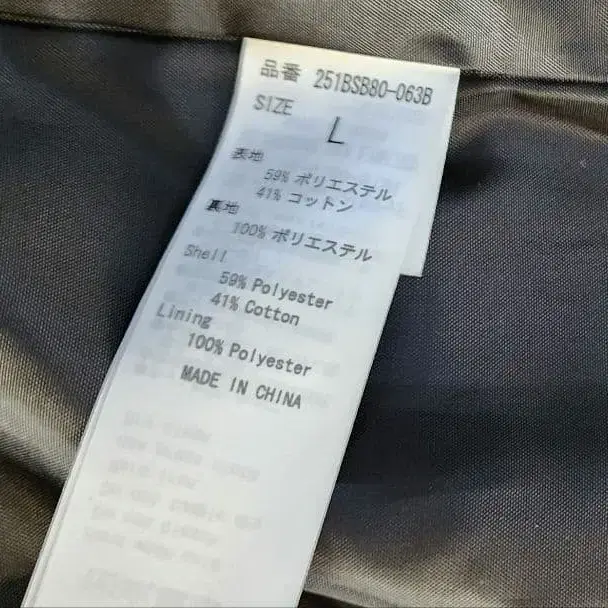 品番 251BSB80-063B
SIZE
L
表地
59% ポリエステル
41% コットン
裏地
100% ポリエステル
Shell
59% Polyester
41% Cotton
Lining
100% Polyester
MADE IN CHINA